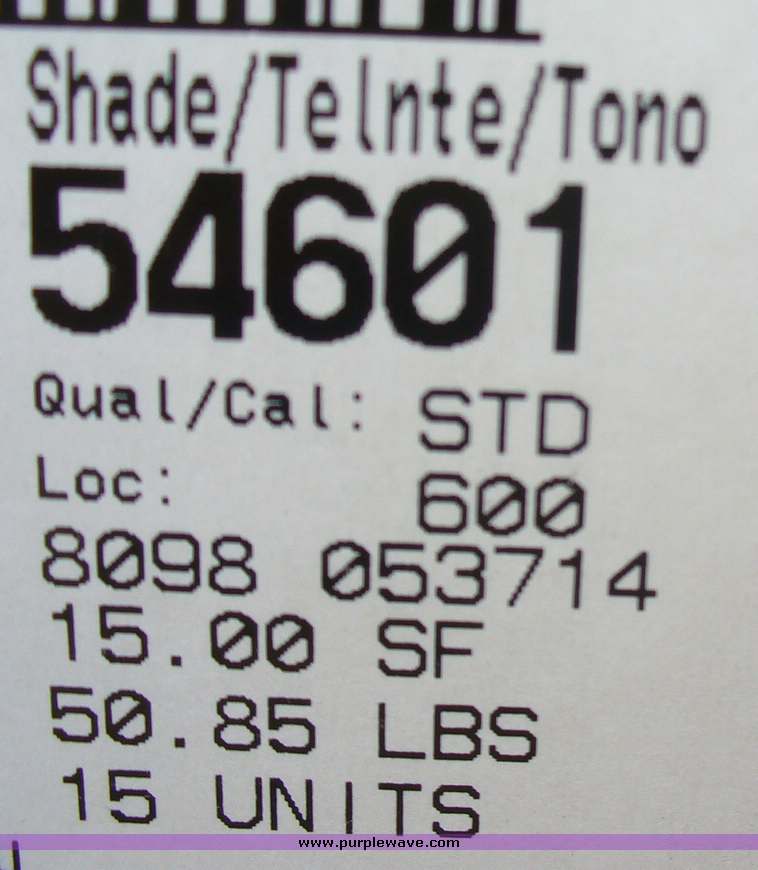 Shade/Telnte/Tono
54601
Qual/Cal: STD
Loc: 600
8098 053714
15.00 SF
50.85 LBS
15 UNITS
www.purplewave.com